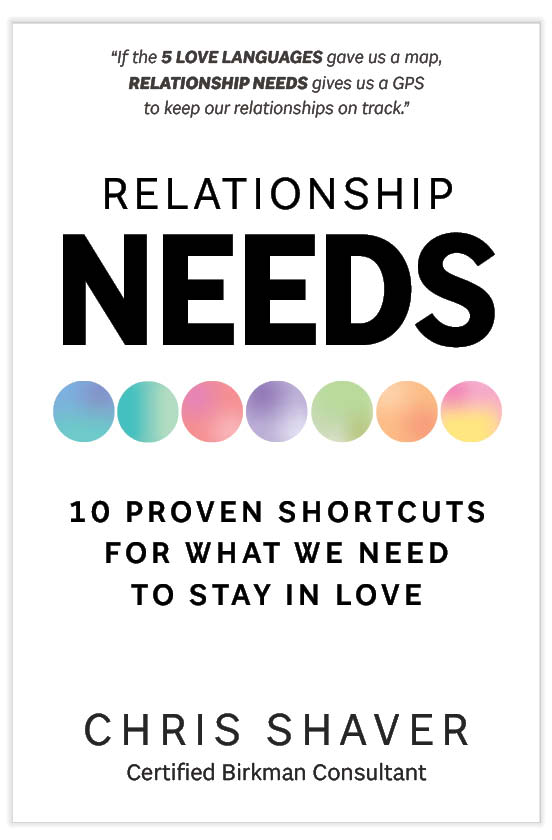 “If the 5 LOVE LANGUAGES gave us a map,
RELATIONSHIP NEEDS gives us a GPS
to keep our relationships on track.”
RELATIONSHIP
NEEDS
10 PROVEN SHORTCUTS
FOR WHAT WE NEED
TO STAY IN LOVE
CHRIS SHAVER
Certified Birkman Consultant